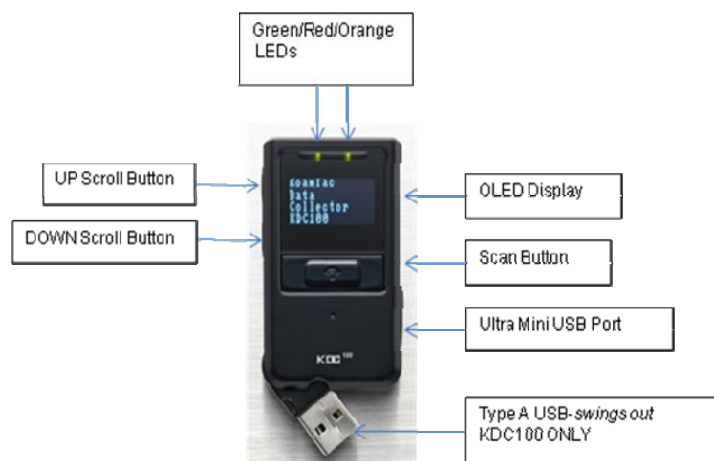 Green/Red/Orange
LEDs
UP Scroll Button
DOWN Scroll Button
KoamTac
Data
Collector
KDC100
OLED Display
Scan Button
Ultra Mini USB Port
KDC100
Type A USB-swings out
KDC100 ONLY